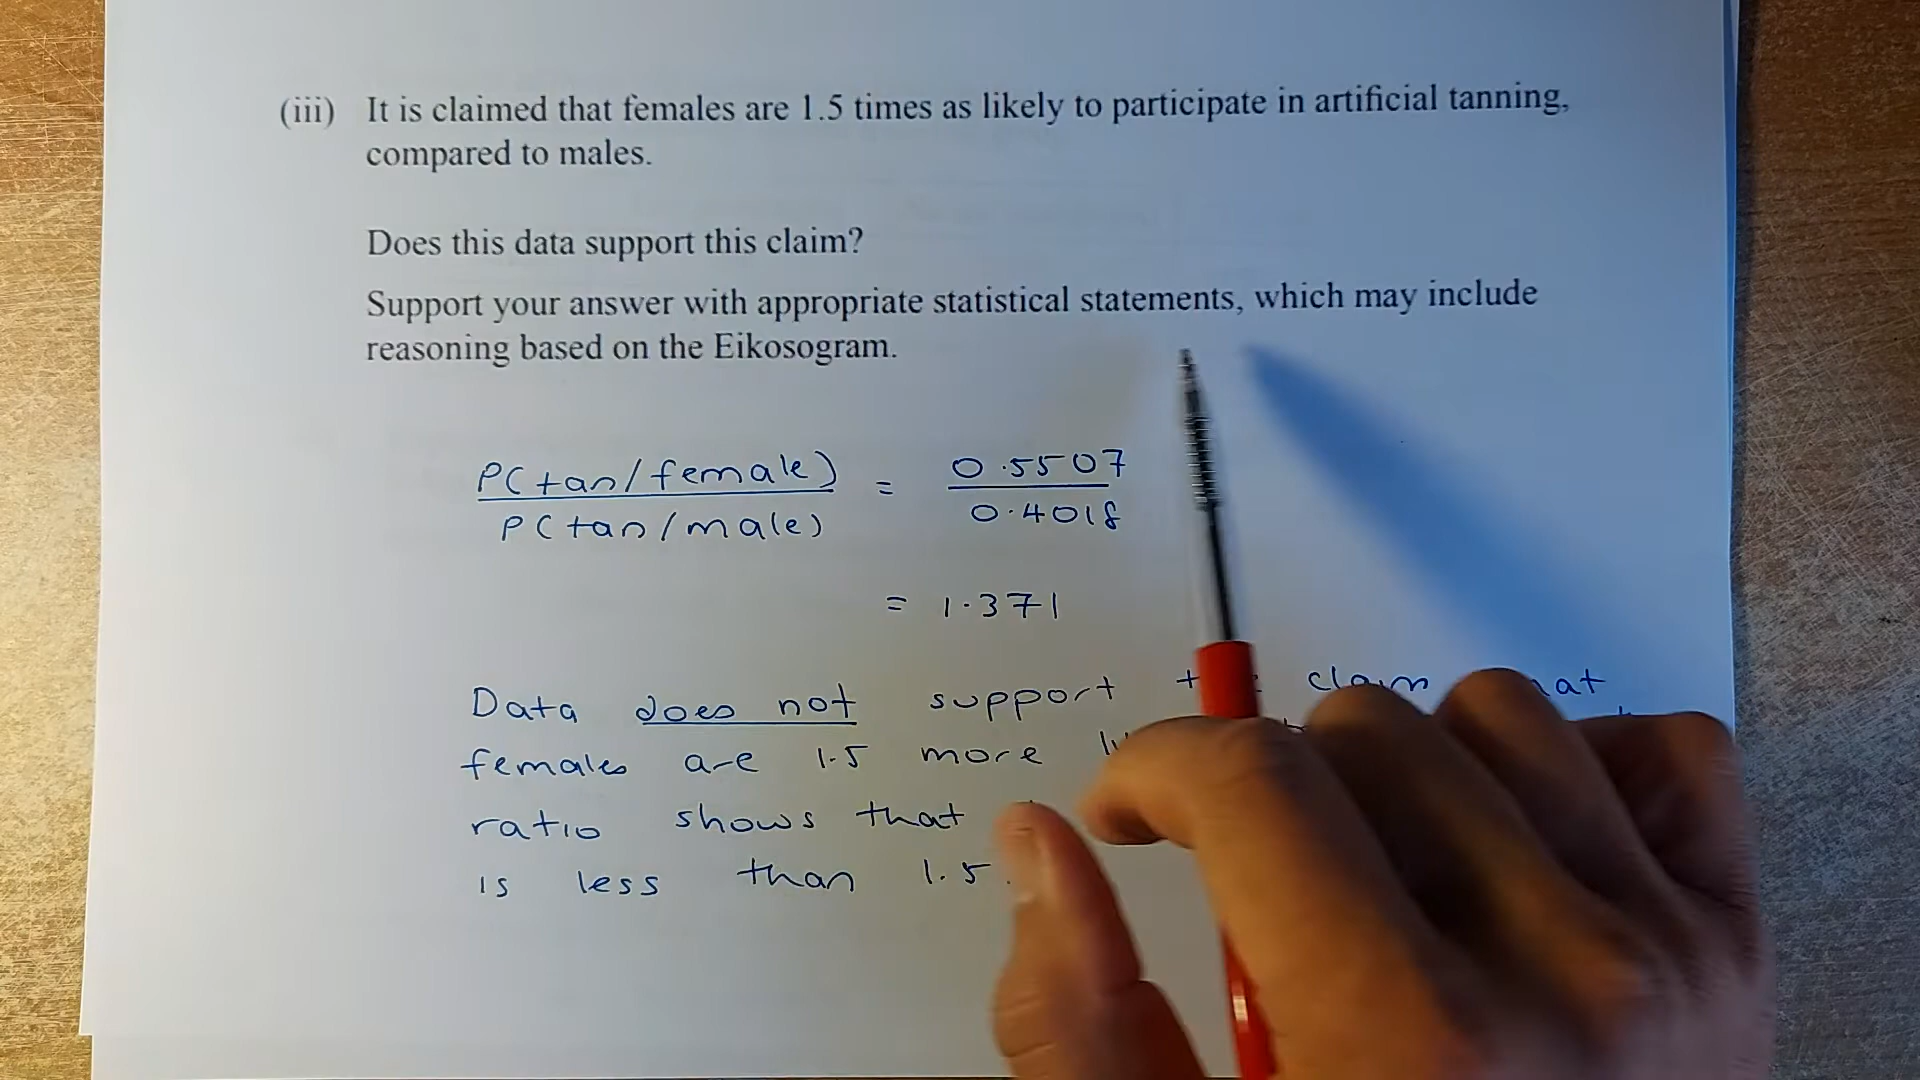 (iii) It is claimed that females are 1.5 times as likely to participate in artificial tanning,
compared to males.
Does this data support this claim?
Support your answer with appropriate statistical statements, which may include
reasoning based on the Eikosogram.
P(tan/female) = 0.5507
P(tan/male) 0.4018
= 1.371
Data does not support claim
females are 1.5 more
ratio shows that
is less than 1.5.